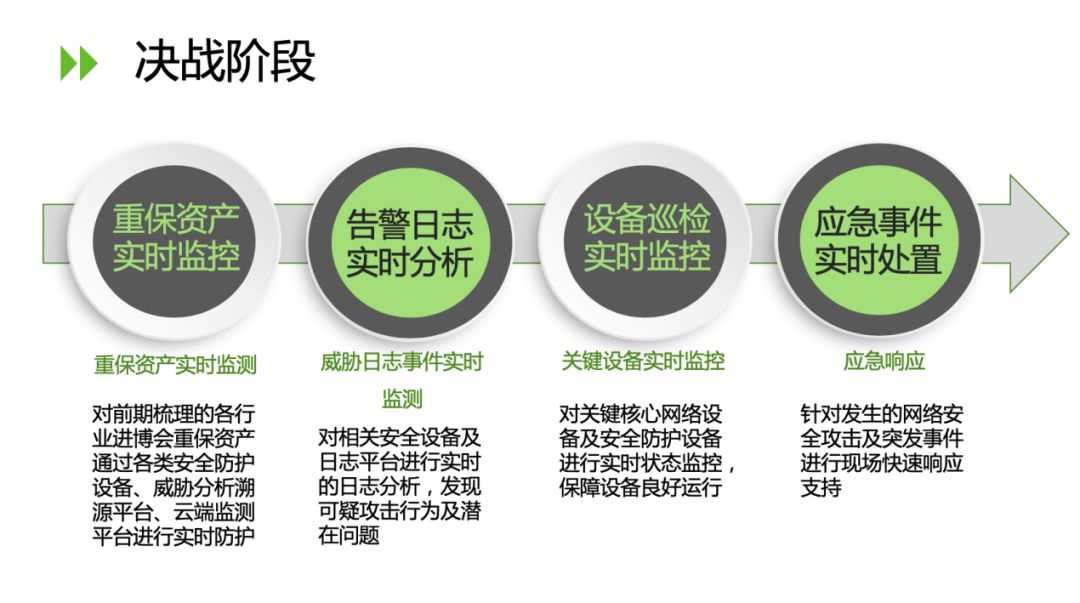 决战阶段
重保资产
实时监控
告警日志
实时分析
设备巡检
实时监控
应急事件
实时处置
重保资产实时监测
对前期梳理的各行
业进博会重保资产
通过各类安全防护
设备、威胁分析溯
源平台、云端监测
平台进行实时防护
威胁日志事件实时
监测
对相关安全设备及
日志平台进行实时
的日志分析，发现
可疑攻击行为及潜
在问题
关键设备实时监控
对关键核心网络设
备及安全防护设备
进行实时状态监控，
保障设备良好运行
应急响应
针对发生的网络安
全攻击及突发事件
进行现场快速响应
支持